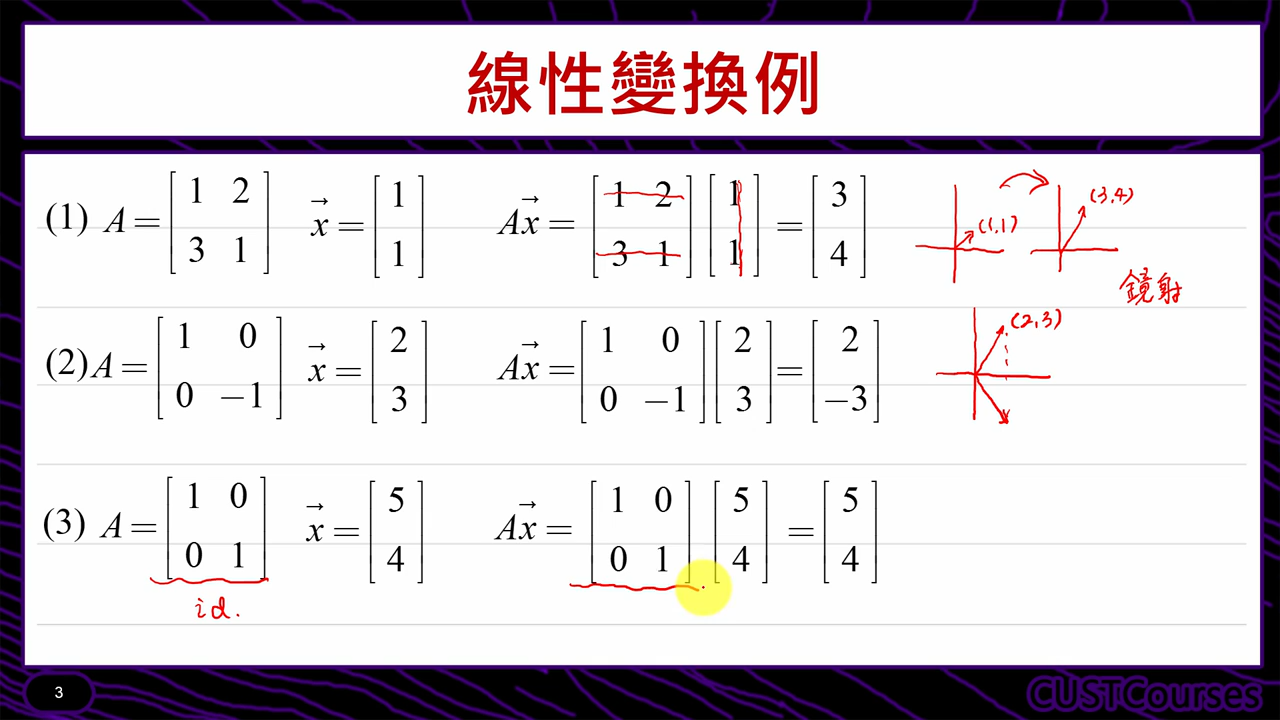 線性變換例
(1) A = [1 2; 3 1] x⃗ = [1; 1] Ax⃗ = [1 2; 3 1] [1; 1] = [3; 4] (1,1) (3,4)
鏡射
(2) A = [1 0; 0 −1] x⃗ = [2; 3] Ax⃗ = [1 0; 0 −1] [2; 3] = [2; −3] (2,3)
(3) A = [1 0; 0 1] x⃗ = [5; 4] Ax⃗ = [1 0; 0 1] [5; 4] = [5; 4]
id.
3
CUSTCourses